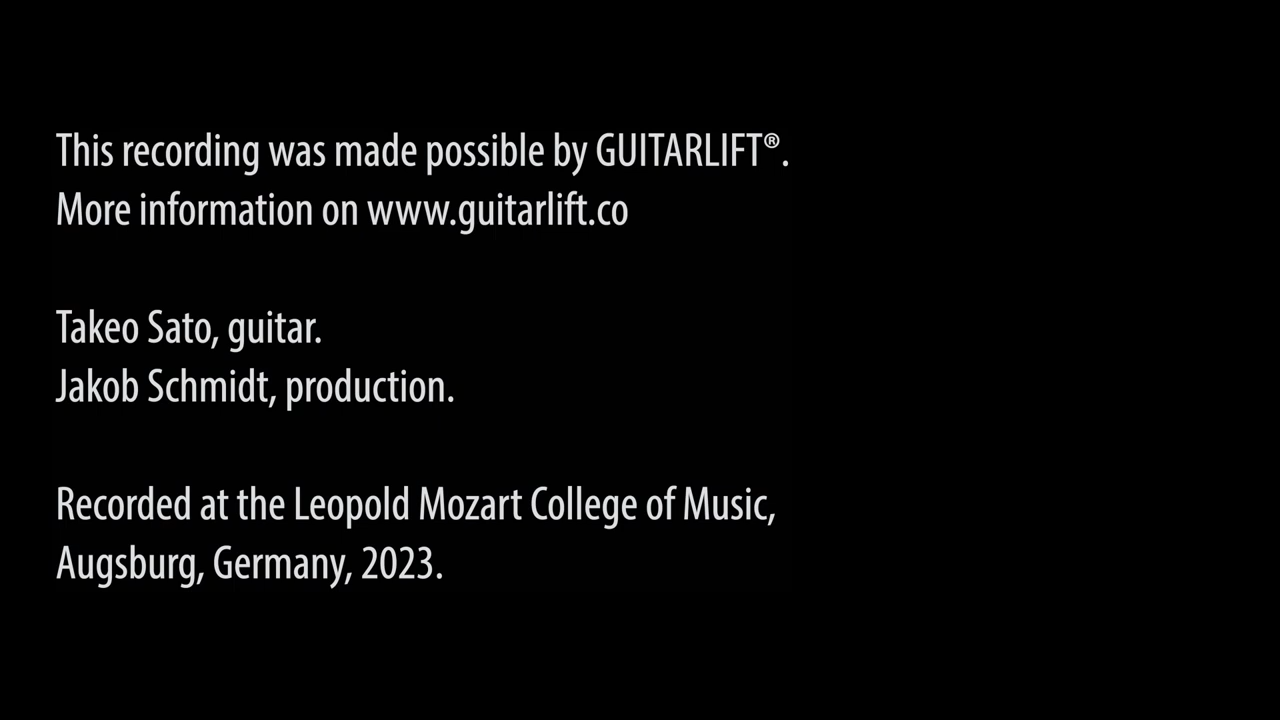 This recording was made possible by GUITARLIFT®.
More information on www.guitarlift.co
Takeo Sato, guitar.
Jakob Schmidt, production.
Recorded at the Leopold Mozart College of Music,
Augsburg, Germany, 2023.